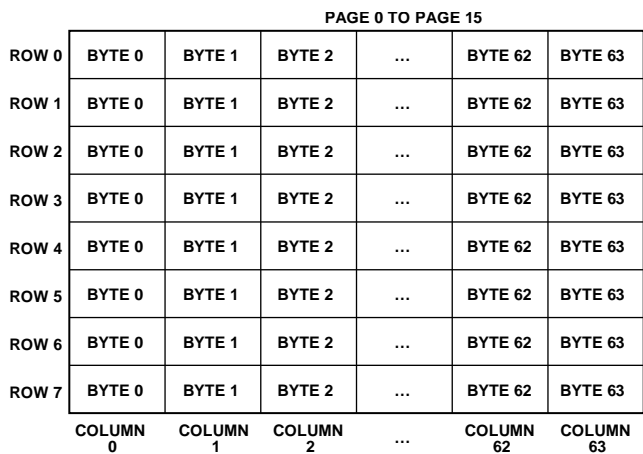 PAGE 0 TO PAGE 15
ROW 0 BYTE 0 BYTE 1 BYTE 2 ... BYTE 62 BYTE 63
ROW 1 BYTE 0 BYTE 1 BYTE 2 ... BYTE 62 BYTE 63
ROW 2 BYTE 0 BYTE 1 BYTE 2 ... BYTE 62 BYTE 63
ROW 3 BYTE 0 BYTE 1 BYTE 2 ... BYTE 62 BYTE 63
ROW 4 BYTE 0 BYTE 1 BYTE 2 ... BYTE 62 BYTE 63
ROW 5 BYTE 0 BYTE 1 BYTE 2 ... BYTE 62 BYTE 63
ROW 6 BYTE 0 BYTE 1 BYTE 2 ... BYTE 62 BYTE 63
ROW 7 BYTE 0 BYTE 1 BYTE 2 ... BYTE 62 BYTE 63
COLUMN COLUMN COLUMN ... COLUMN COLUMN
0 1 2 62 63